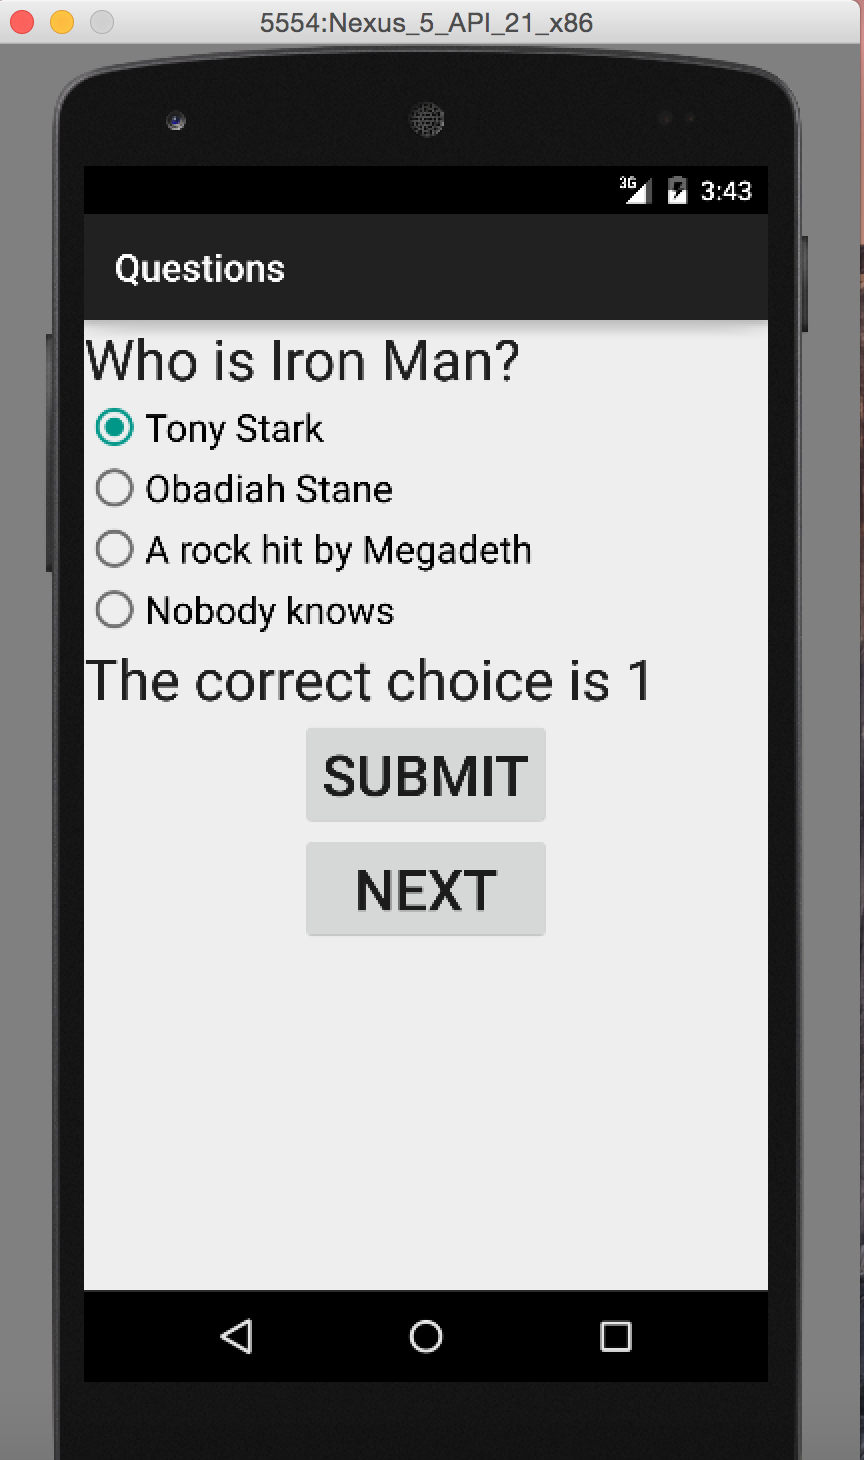 5554:Nexus_5_API_21_x86
3G 3:43
Questions
Who is Iron Man?
Tony Stark
Obadiah Stane
A rock hit by Megadeth
Nobody knows
The correct choice is 1
SUBMIT
NEXT